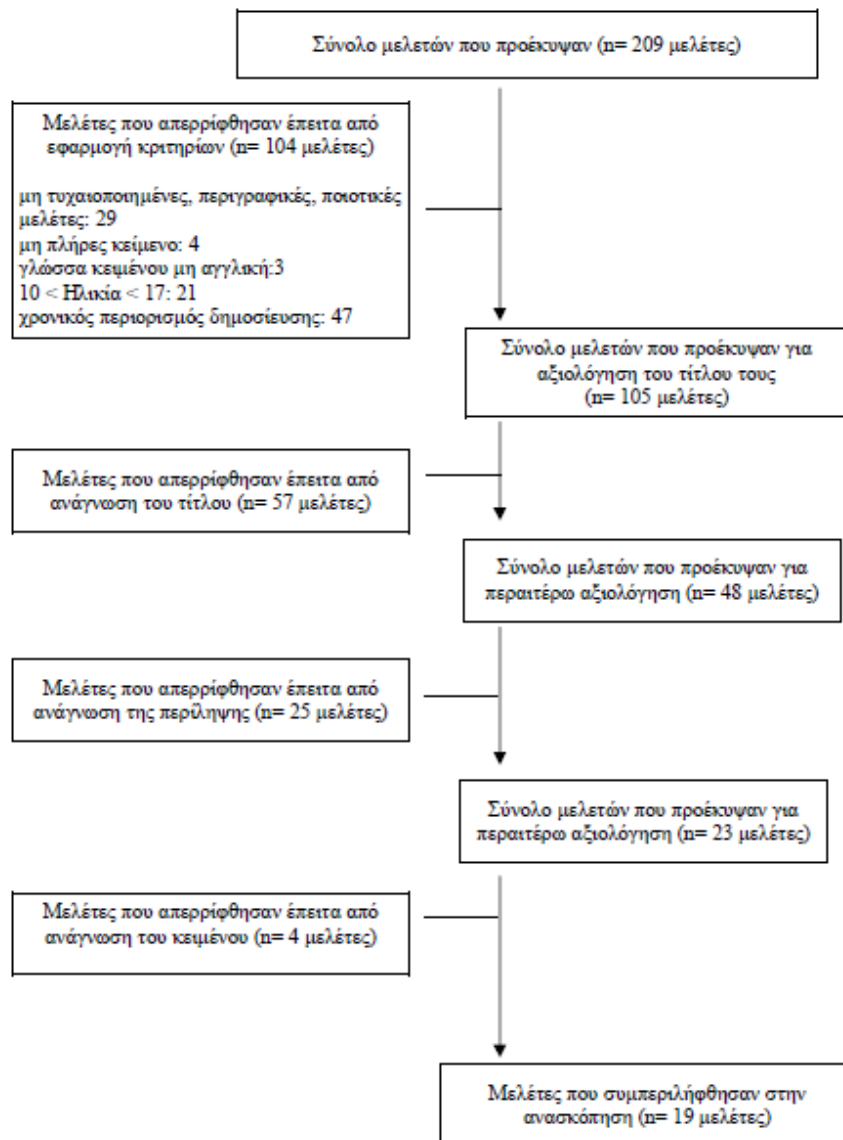 Σύνολο μελετών που προέκυψαν (n= 209 μελέτες)
Μελέτες που απερρίφθησαν έπειτα από
εφαρμογή κριτηρίων (n= 104 μελέτες)
μη τυχαιοποιημένες, περιγραφικές, ποιοτικές
μελέτες: 29
μη πλήρες κείμενο: 4
γλώσσα κειμένου μη αγγλική:3
10 < Ηλικία < 17: 21
χρονικός περιορισμός δημοσίευσης: 47
Σύνολο μελετών που προέκυψαν για
αξιολόγηση του τίτλου τους
(n= 105 μελέτες)
Μελέτες που απερρίφθησαν έπειτα από
ανάγνωση του τίτλου (n= 57 μελέτες)
Σύνολο μελετών που προέκυψαν για
περαιτέρω αξιολόγηση (n= 48 μελέτες)
Μελέτες που απερρίφθησαν έπειτα από
ανάγνωση της περίληψης (n= 25 μελέτες)
Σύνολο μελετών που προέκυψαν για
περαιτέρω αξιολόγηση (n= 23 μελέτες)
Μελέτες που απερρίφθησαν έπειτα από
ανάγνωση του κειμένου (n= 4 μελέτες)
Μελέτες που συμπεριλήφθησαν στην
ανασκόπηση (n= 19 μελέτες)